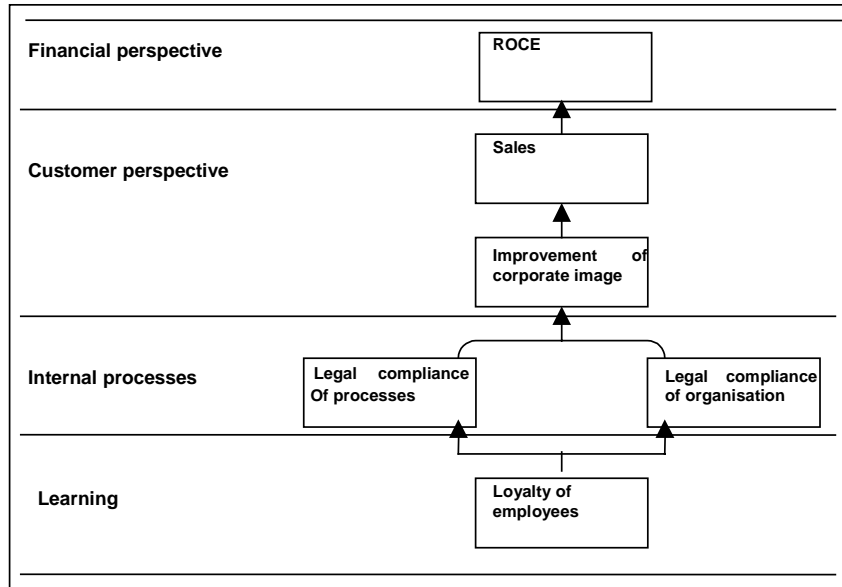 Financial perspective
ROCE
Customer perspective
Sales
Improvement of
corporate image
Internal processes
Legal compliance
Of processes
Legal compliance
of organisation
Learning
Loyalty of
employees